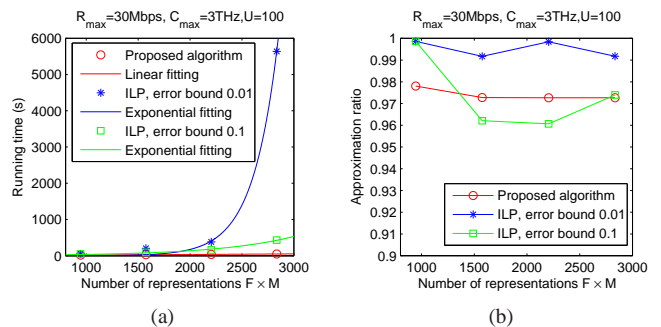 R_max=30Mbps, C_max=3THz,U=100
6000
5000
4000
3000
2000
1000
0
Running time (s)
Proposed algorithm
Linear fitting
ILP, error bound 0.01
Exponential fitting
ILP, error bound 0.1
Exponential fitting
1000 1500 2000 2500 3000
Number of representations F × M
(a)
R_max=30Mbps, C_max=3THz,U=100
1
0.99
0.98
0.97
0.96
0.95
0.94
0.93
0.92
0.91
0.9
Approximation ratio
Proposed algorithm
ILP, error bound 0.01
ILP, error bound 0.1
1000 1500 2000 2500 3000
Number of representations F × M
(b)